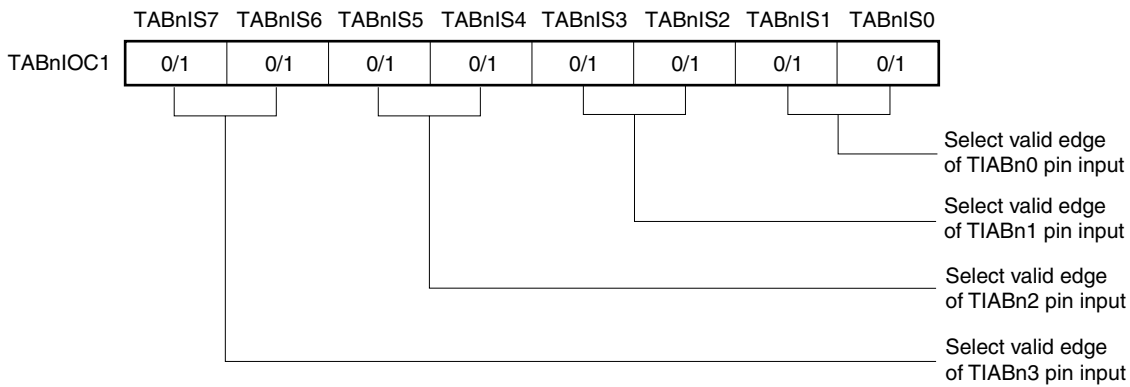 TABnIS7 TABnIS6 TABnIS5 TABnIS4 TABnIS3 TABnIS2 TABnIS1 TABnIS0
TABnIOC1 0/1 0/1 0/1 0/1 0/1 0/1 0/1 0/1
Select valid edge
of TIABn0 pin input
Select valid edge
of TIABn1 pin input
Select valid edge
of TIABn2 pin input
Select valid edge
of TIABn3 pin input